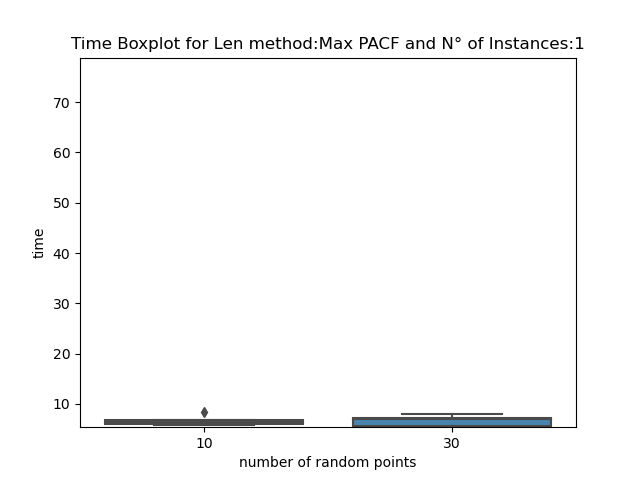 Time Boxplot for Len method:Max PACF and N° of Instances:1
70
60
50
40
30
20
10
time
10 30
number of random points